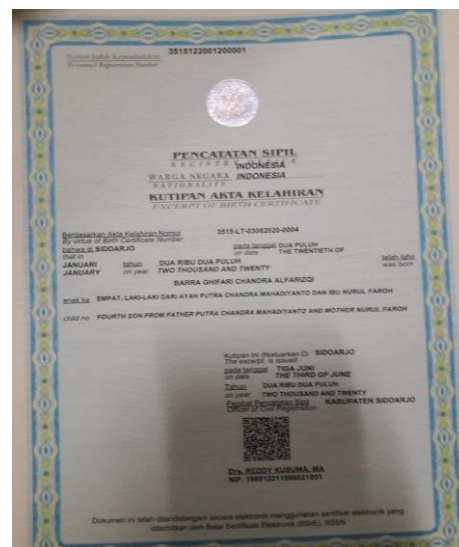 Nomor Induk Kependudukan 3515122001200001
Personal Registration Number
PENCATATAN SIPIL
REGISTRY OFFICE INDONESIA
WARGA NEGARA INDONESIA
NATIONALITY
KUTIPAN AKTA KELAHIRAN
EXCERPT OF BIRTH CERTIFICATE
Berdasarkan Akta Kelahiran Nomor 3515-LT-03062020-0004
By virtue of Birth Certificate Number
bahwa di SIDOARJO pada tanggal DUA PULUH
that in on date THE TWENTIETH OF
JANUARI tahun DUA RIBU DUA PULUH telah lahir
JANUARY on year TWO THOUSAND AND TWENTY was born
BARRA GHIFARI CHANDRA ALFARIZQI
anak ke EMPAT, LAKI-LAKI DARI AYAH PUTRA CHANDRA MAHADIYANTO DAN IBU NURUL FAROH
child no FOURTH SON FROM FATHER PUTRA CHANDRA MAHADIYANTO AND MOTHER NURUL FAROH
Kutipan ini dikeluarkan Di SIDOARJO
The excerpt is issued
pada tanggal TIGA JUNI
on date THE THIRD OF JUNE
Tahun DUA RIBU DUA PULUH
on year TWO THOUSAND AND TWENTY
Pejabat Pencatatan Sipil KABUPATEN SIDOARJO
Officer of Civil Registration
Drs. REDDY KUSUMA, MA
NIP.
Dokumen ini telah ditandatangani secara elektronik menggunakan sertifikat elektronik yang
diterbitkan oleh Balai Sertifikasi Elektronik (BSrE), BSSN